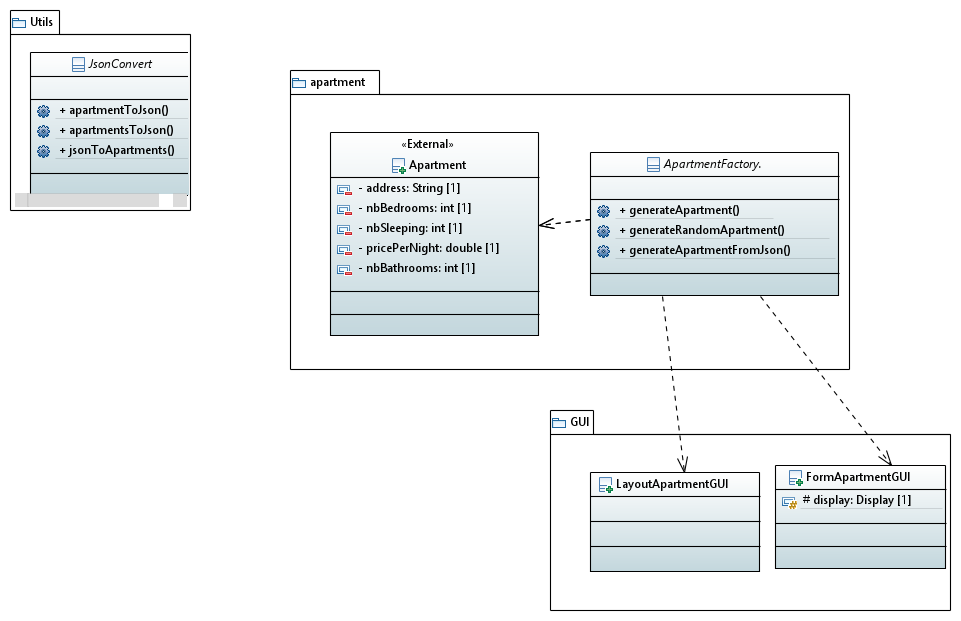 Utils
JsonConvert
+ apartmentToJson()
+ apartmentsToJson()
+ jsonToApartments()
apartment
«External»
Apartment
- address: String [1]
- nbBedrooms: int [1]
- nbSleeping: int [1]
- pricePerNight: double [1]
- nbBathrooms: int [1]
ApartmentFactory.
+ generateApartment()
+ generateRandomApartment()
+ generateApartmentFromJson()
GUI
LayoutApartmentGUI
FormApartmentGUI
# display: Display [1]